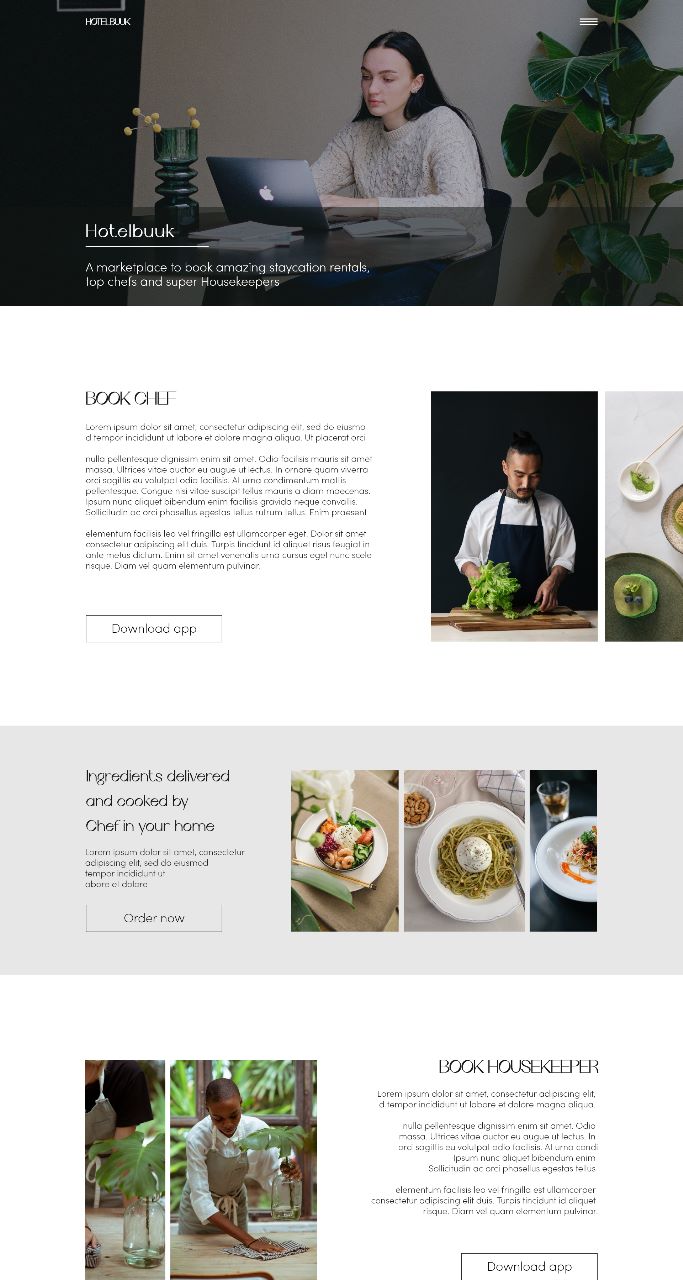 HOTELBUUK
Hotelbuuk
A marketplace to book amazing staycation rentals,
top chefs and super Housekeepers
BOOK CHEF
Lorem ipsum dolor sit amet, consectetur adipiscing elit, sed do eiusmo
d tempor incididunt ut labore et dolore magna aliqua. Ut placerat orci
nulla pellentesque dignissim enim sit amet. Odio facilisis mauris sit amet
massa. Ultrices vitae auctor eu augue ut lectus. In ornare quam viverra
orci sagittis eu volutpat odio facilisis. At urna condimentum mattis
pellentesque. Congue nisi vitae suscipit tellus mauris a diam maecenas.
Ipsum nunc aliquet bibendum enim facilisis gravida neque convallis.
Sollicitudin ac orci phasellus egestas tellus rutrum tellus. Enim praesent
elementum facilisis leo vel fringilla est ullamcorper eget. Dolor sit amet
consectetur adipiscing elit duis. Turpis tincidunt id aliquet risus feugiat in
ante metus dictum. Enim sit amet venenatis urna cursus eget nunc scele
risque. Diam vel quam elementum pulvinar.
Download app
Ingredients delivered
and cooked by
Chef in your home
Lorem ipsum dolor sit amet, consectetur
adipiscing elit, sed do eiusmod
tempor incididunt ut
abore et dolore
Order now
BOOK HOUSEKEEPER
Lorem ipsum dolor sit amet, consectetur adipiscing elit,
d tempor incididunt ut labore et dolore magna aliqua.
nulla pellentesque dignissim enim sit amet. Odio
massa. Ultrices vitae auctor eu augue ut lectus. In
orci sagittis eu volutpat odio facilisis. At urna condi
Ipsum nunc aliquet bibendum enim
Sollicitudin ac orci phasellus egestas tellus
elementum facilisis leo vel fringilla est ullamcorper
consectetur adipiscing elit duis. Turpis tincidunt id aliquet
risque. Diam vel quam elementum pulvinar.
Download app